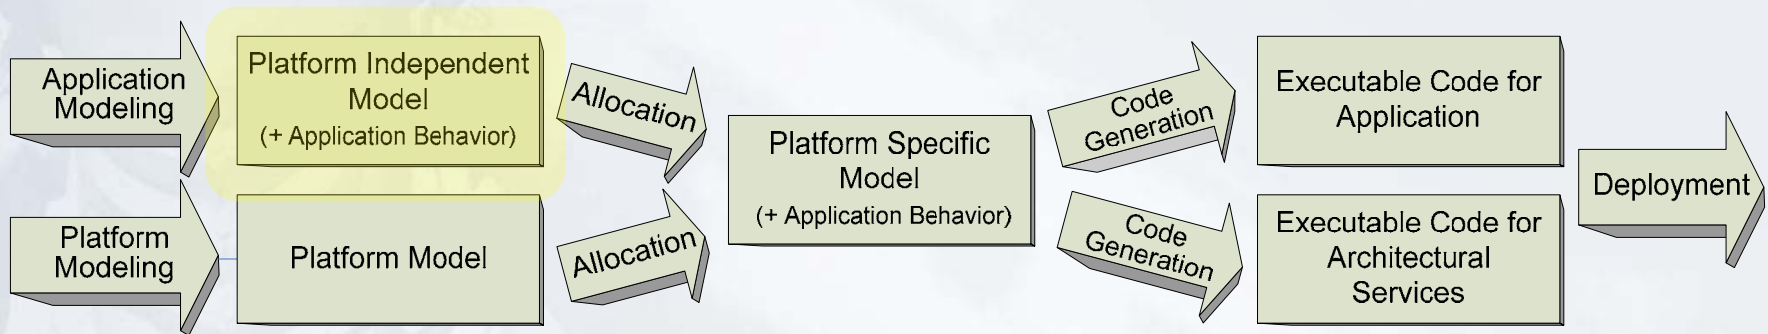 Application
Modeling
Platform Independent
Model
(+ Application Behavior)
Allocation
Platform Modeling
Platform Model
Allocation
Platform Specific
Model
(+ Application Behavior)
Code
Generation
Executable Code for
Application
Code
Generation
Executable Code for
Architectural
Services
Deployment